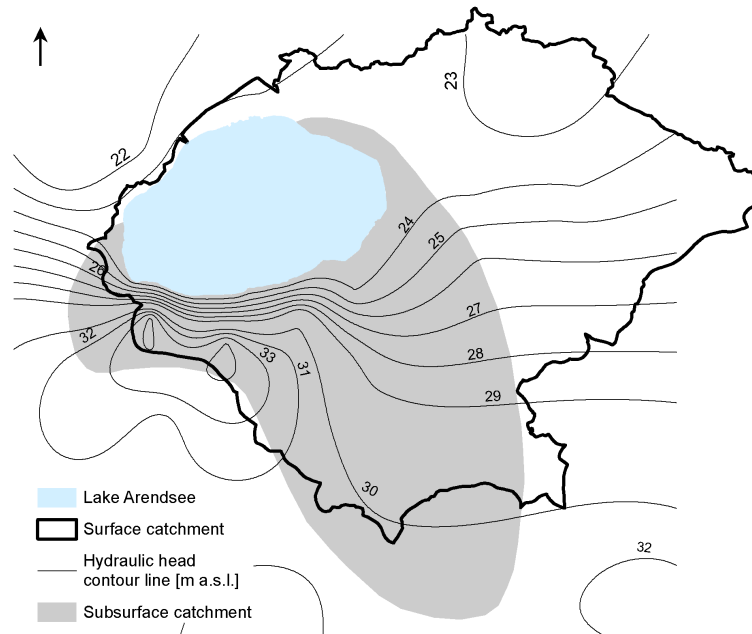 23
22
24
25
26
27
32
33
31
28
29
30
32
Lake Arendsee
Surface catchment
Hydraulic head
contour line [m a.s.l.]
Subsurface catchment